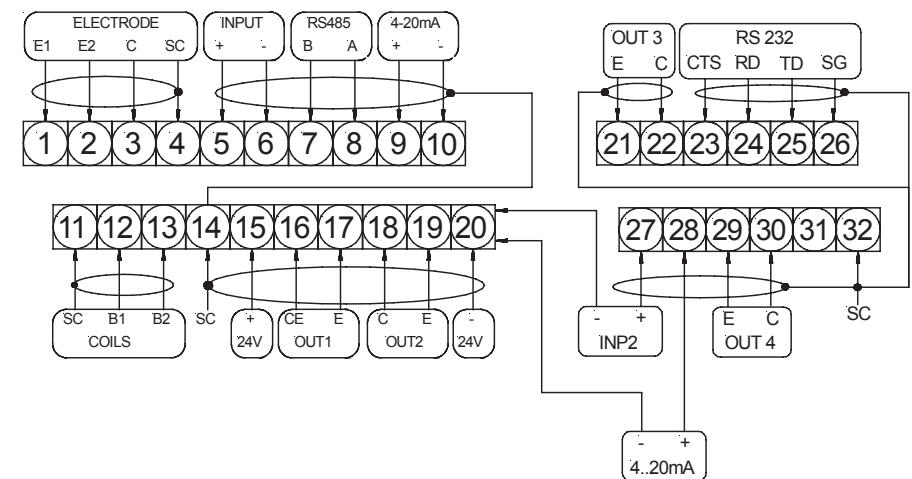 ELECTRODE INPUT RS485 4-20mA
E1 E2 C SC + - B A + -
1 2 3 4 5 6 7 8 9 10
OUT 3 RS 232
E C CTS RD TD SG
21 22 23 24 25 26
11 12 13 14 15 16 17 18 19 20
27 28 29 30 31 32
SC B1 B2 SC + CE E C E -
COILS 24V OUT1 OUT2 24V
- + E C SC
INP2 OUT 4
- +
4..20mA